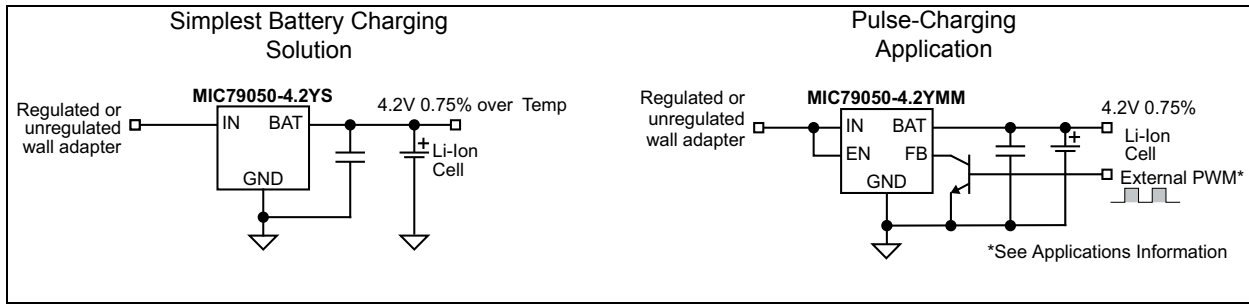 Simplest Battery Charging
Solution
MIC79050-4.2YS
Regulated or
unregulated
wall adapter
IN
BAT
GND
4.2V 0.75% over Temp
+
Li-Ion
Cell
Pulse-Charging
Application
MIC79050-4.2YMM
Regulated or
unregulated
wall adapter
IN
BAT
EN
FB
GND
4.2V 0.75%
+
Li-Ion
Cell
External PWM*
*See Applications Information